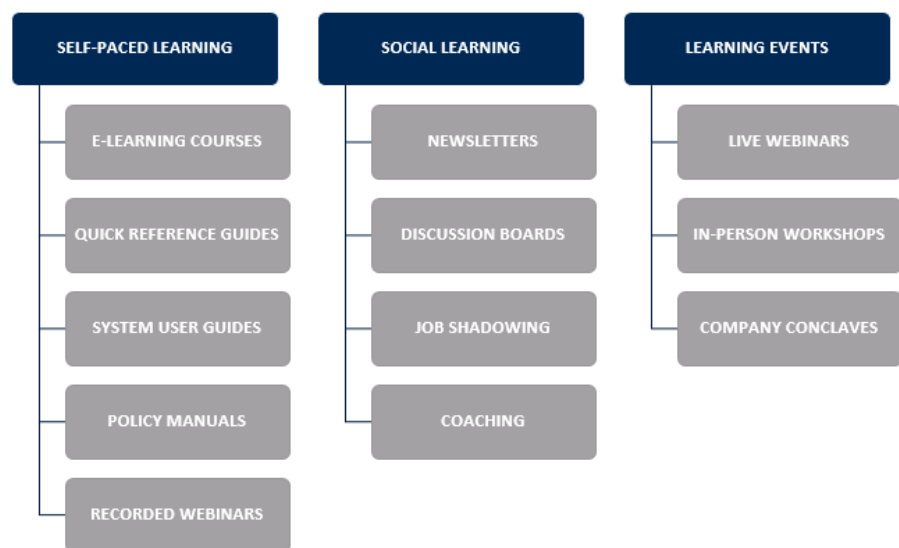 SELF-PACED LEARNING
E-LEARNING COURSES
QUICK REFERENCE GUIDES
SYSTEM USER GUIDES
POLICY MANUALS
RECORDED WEBINARS
SOCIAL LEARNING
NEWSLETTERS
DISCUSSION BOARDS
JOB SHADOWING
COACHING
LEARNING EVENTS
LIVE WEBINARS
IN-PERSON WORKSHOPS
COMPANY CONCLAVES